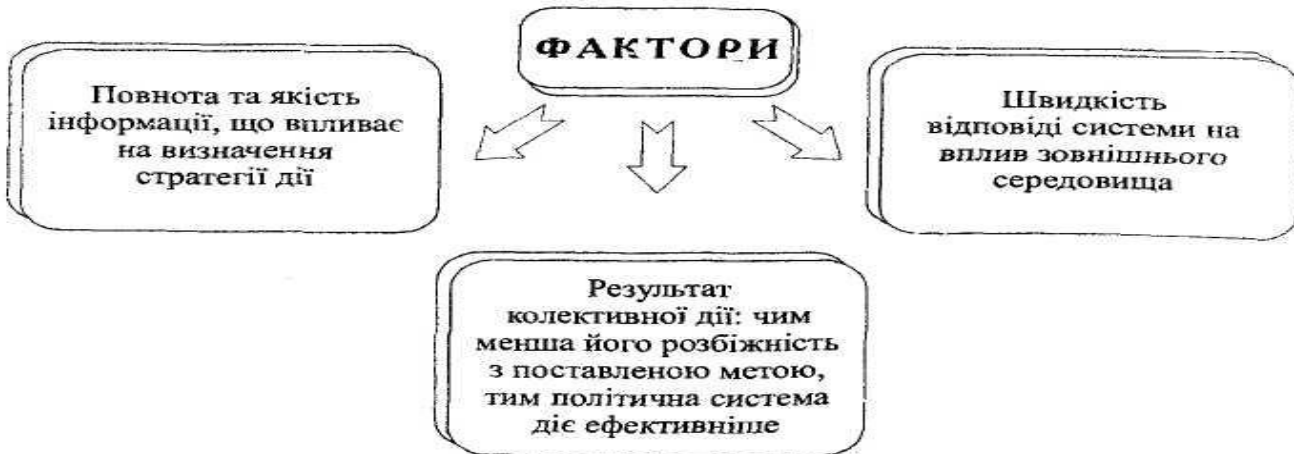 ФАКТОРИ
Повнота та якість
інформації, що впливає
на визначення
стратегії дії
Швидкість
відповіді системи на
вплив зовнішнього
середовища
Результат
колективної дії: чим
менша його розбіжність
з поставленою метою,
тим політична система
діє ефективніше